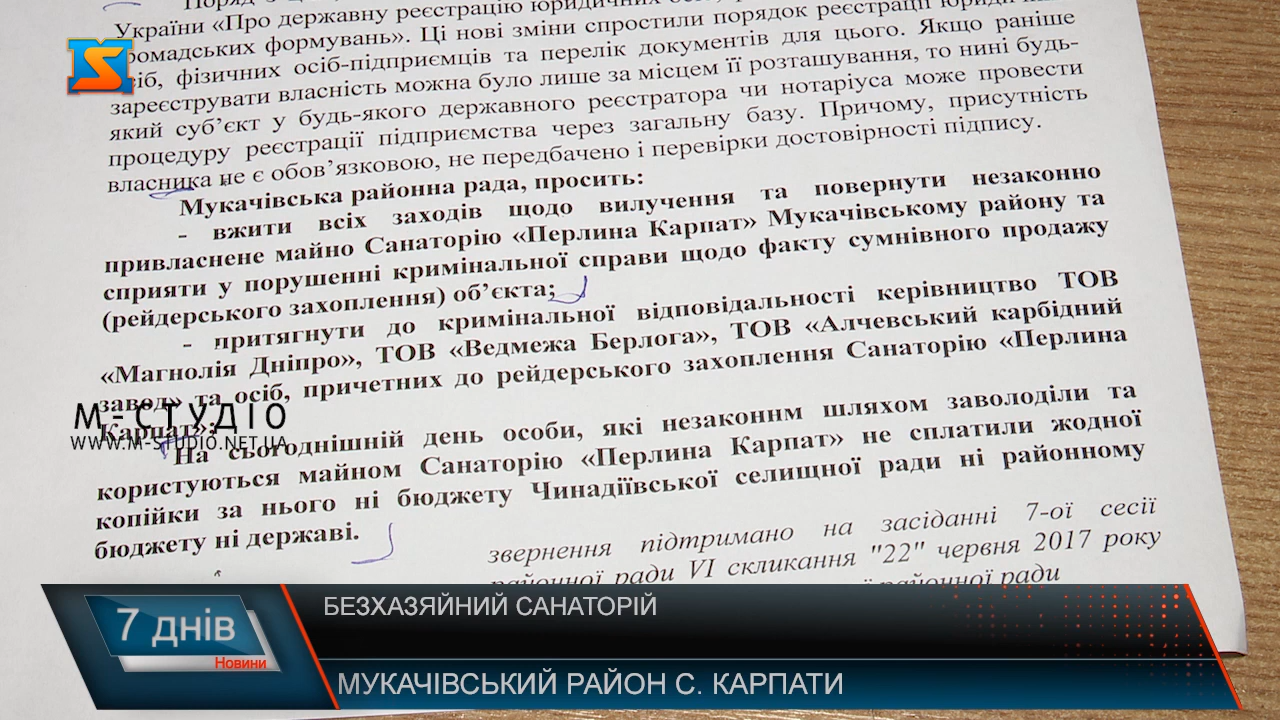 Поряд з ц
України «Про державну реєстрацію юридичних осіб,
громадських формувань». Ці нові зміни спростили порядок реєстрації юриди
осіб, фізичних осіб-підприємців та перелік документів для цього. Якщо раніше
зареєструвати власність можна було лише за місцем її розташування, то нині будь-
який суб’єкт у будь-якого державного реєстратора чи нотаріуса може провести
процедуру реєстрації підприємства через загальну базу. Причому, присутність
власника не є обов’язковою, не передбачено і перевірки достовірності підпису.
Мукачівська районна рада, просить:
- вжити всіх заходів щодо вилучення та повернути незаконно
привласнене майно Санаторію «Перлина Карпат» Мукачівському району та
сприяти у порушенні кримінальної справи щодо факту сумнівного продажу
(рейдерського захоплення) об’єкта;
- притягнути до кримінальної відповідальності керівництво ТОВ
«Магнолія Дніпро», ТОВ «Ведмежа Берлога», ТОВ «Алчевський карбідний
завод» та осіб, причетних до рейдерського захоплення Санаторію «Перлина
Карпат»;
М-СТУДІО
WWW.M-STUDIO.NET.UA
На сьогоднішній день особи, які незаконнм шляхом заволоділи та
користуються майном Санаторію «Перлина Карпат» не сплатили жодної
копійки за нього ні бюджету Чинадіївської селищної ради ні районному
бюджету ні державі.
звернення підтримано на засіданні 7-ої сесії
районної ради VI скликання "22" червня 2017 року
районної ради
7 днів
Новини
БЕЗХАЗЯЙНИЙ САНАТОРІЙ
МУКАЧІВСЬКИЙ РАЙОН С. КАРПАТИ